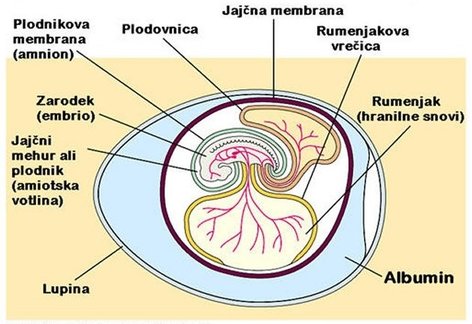 Jajčna membrana
Plodnikova
membrana
(amnion)
Plodovnica
Rumenjakova
vrečica
Zarodek
(embrio)
Rumenjak
(hranilne snovi)
Jajčni
mehur ali
plodnik
(amiotska
votlina)
Lupina
Albumin